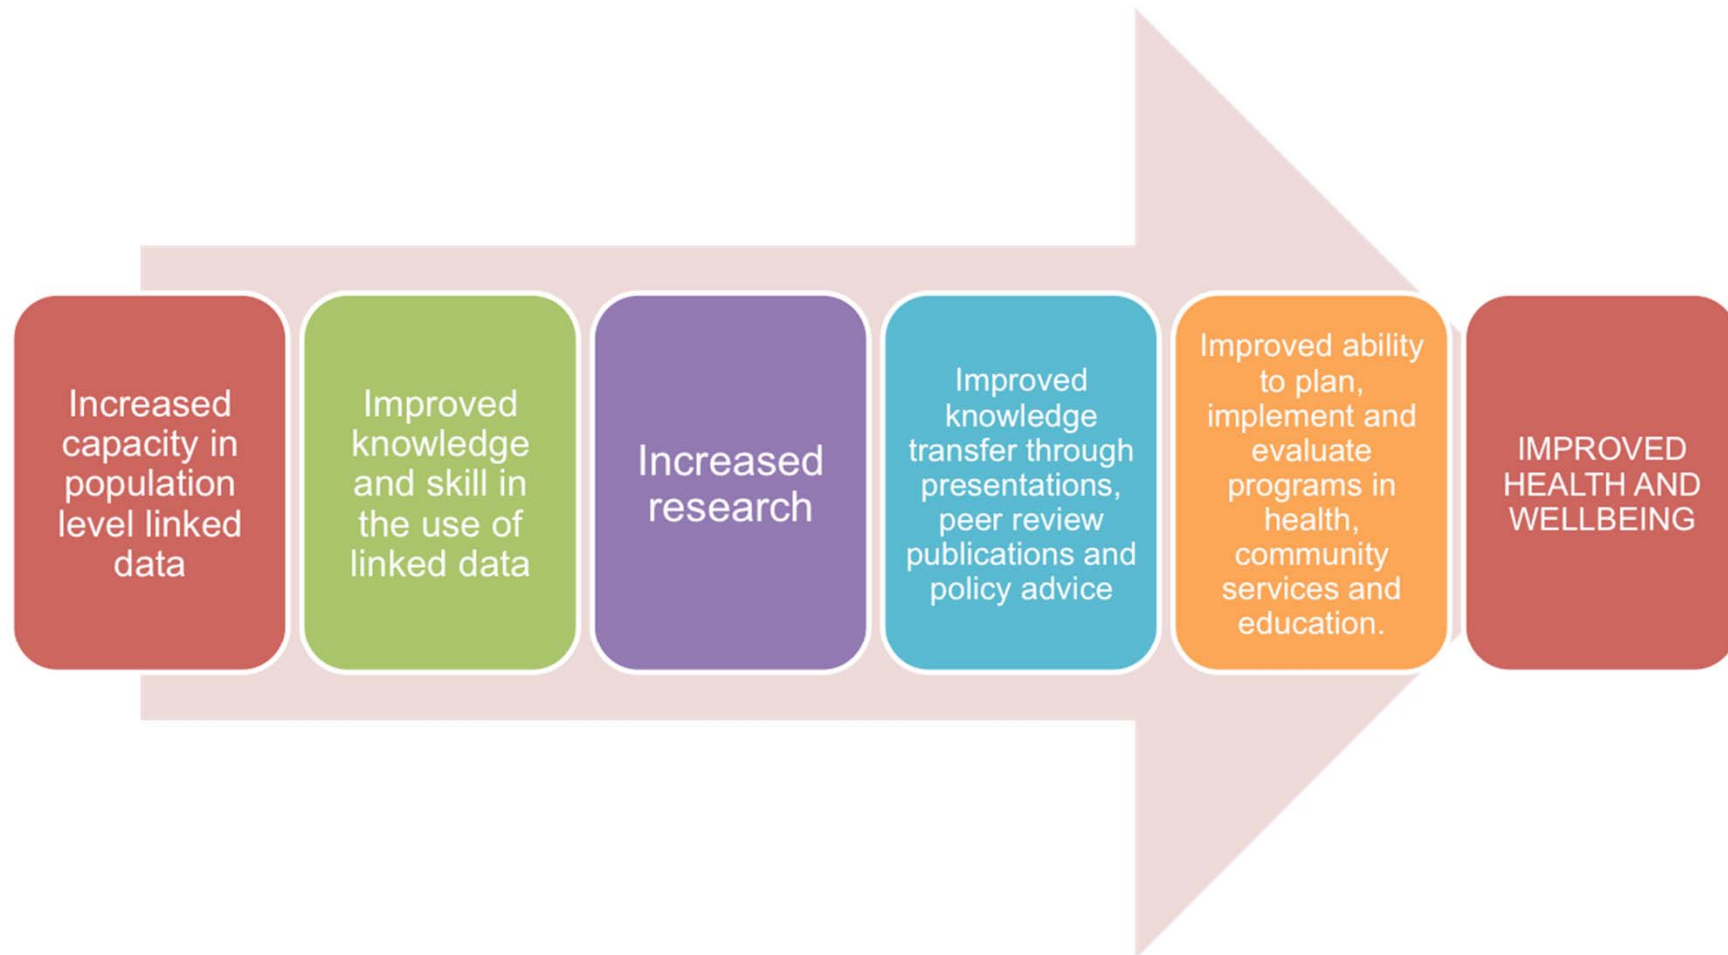 Increased
capacity in
population
level linked
data
Improved
knowledge
and skill in
the use of
linked data
Increased
research
Improved
knowledge
transfer through
presentations,
peer review
publications and
policy advice
Improved ability
to plan,
implement and
evaluate
programs in
health,
community
services and
education.
IMPROVED
HEALTH AND
WELLBEING